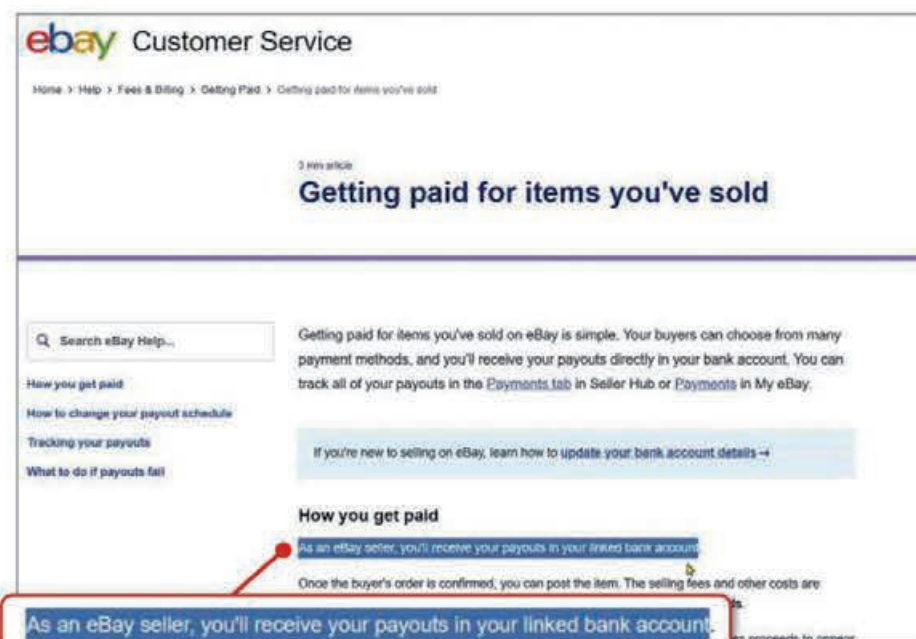 ebay Customer Service
Home > Help > Fees & Billing > Getting Paid > Getting paid for items you've sold
3 min article
Getting paid for items you've sold
Search eBay Help...
How you get paid
How to change your payout schedule
Tracking your payouts
What to do if payouts fail
Getting paid for items you've sold on eBay is simple. Your buyers can choose from many
payment methods, and you'll receive your payouts directly in your bank account. You can
track all of your payouts in the Payments tab in Seller Hub or Payments in My eBay.
If you're new to selling on eBay, learn how to update your bank account details →
How you get paid
As an eBay seller, you'll receive your payouts in your linked bank account.
Once the buyer's order is confirmed, you can post the item. The selling fees and other costs are
As an eBay seller, you'll receive your payouts in your linked bank account.
proceeds to appear